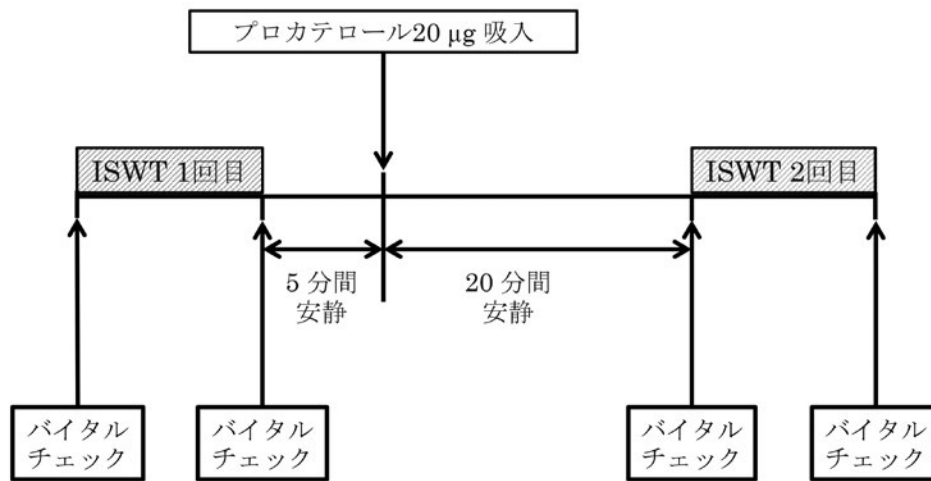 プロカテロール20 μg 吸入
ISWT 1回目
ISWT 2回目
5 分間
安静
20 分間
安静
バイタル
チェック
バイタル
チェック
バイタル
チェック
バイタル
チェック